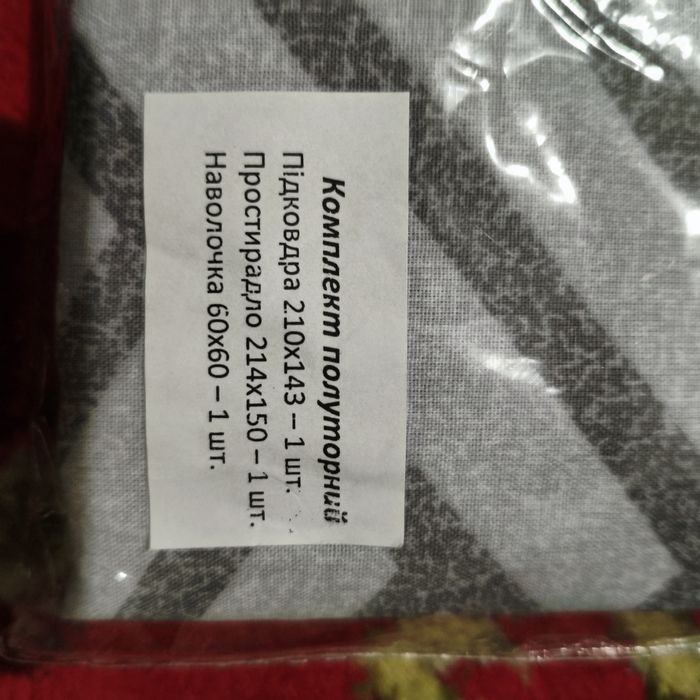 Комплект полуторний
Підковдра 210х143 – 1 шт.
Простирадло 214х150 – 1 шт.
Наволочка 60х60 – 1 шт.